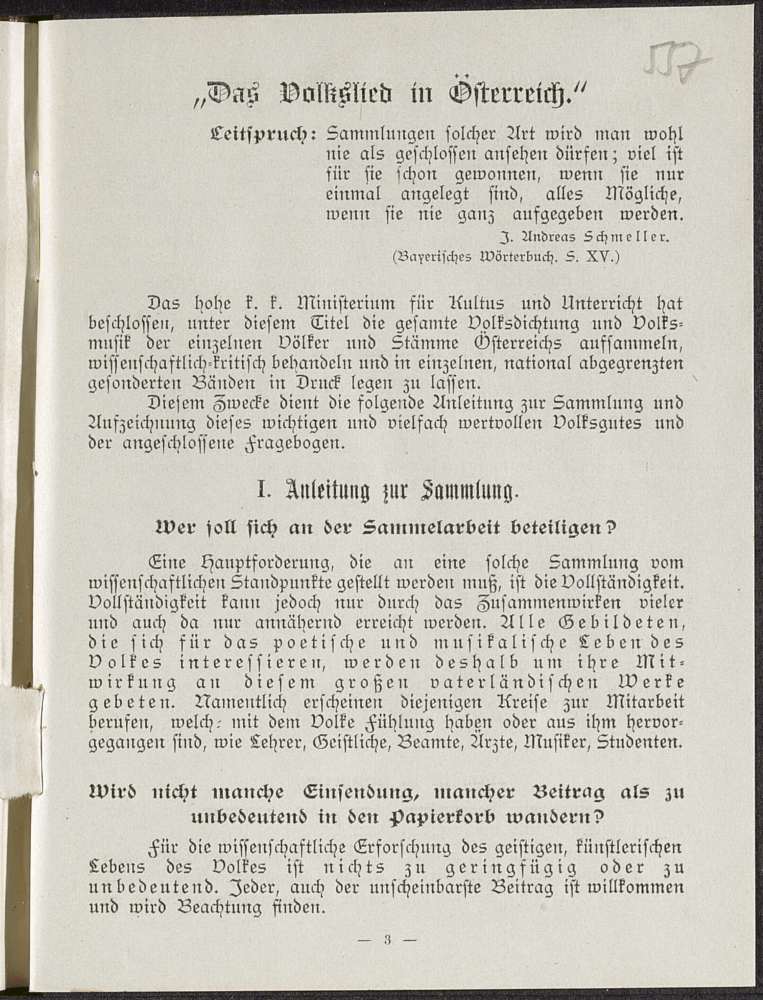 557
„Das Volkslied in Österreich.“
Leitspruch: Sammlungen solcher Art wird man wohl
nie als geschlossen ansehen dürfen; viel ist
für sie schon gewonnen, wenn sie nur
einmal angelegt sind, alles Mögliche,
wenn sie nie ganz aufgegeben werden.
J. Andreas Schmeller.
(Bayerisches Wörterbuch. S. XV.)
Das hohe k. k. Ministerium für Kultus und Unterricht hat
beschlossen, unter diesem Titel die gesamte Volksdichtung und Volks-
musik der einzelnen Völker und Stämme Österreichs aufsammeln,
wissenschaftlich-kritisch behandeln und in einzelnen, national abgegrenzten
gesonderten Bänden in Druck legen zu lassen.
Diesem Zwecke dient die folgende Anleitung zur Sammlung und
Aufzeichnung dieses wichtigen und vielfach wertvollen Volksgutes und
der angeschlossene Fragebogen.
I. Anleitung zur Sammlung.
Wer soll sich an der Sammelarbeit beteiligen?
Eine Hauptforderung, die an eine solche Sammlung vom
wissenschaftlichen Standpunkte gestellt werden muß, ist die Vollständigkeit.
Vollständigkeit kann jedoch nur durch das Zusammenwirken vieler
und auch da nur annähernd erreicht werden. Alle Gebildeten,
die sich für das poetische und musikalische Leben des
Volkes interessieren, werden deshalb um ihre Mit-
wirkung an diesem großen vaterländischen Werke
gebeten. Namentlich erscheinen diejenigen Kreise zur Mitarbeit
berufen, welch: mit dem Volke Fühlung haben oder aus ihm hervor-
gegangen sind, wie Lehrer, Geistliche, Beamte, Ärzte, Musiker, Studenten.
Wird nicht manche Einsendung, mancher Beitrag als zu
unbedeutend in den Papierkorb wandern?
Für die wissenschaftliche Erforschung des geistigen, künstlerischen
Lebens des Volkes ist nichts zu geringfügig oder zu
unbedeutend. Jeder, auch der unscheinbarste Beitrag ist willkommen
und wird Beachtung finden.
— 3 —